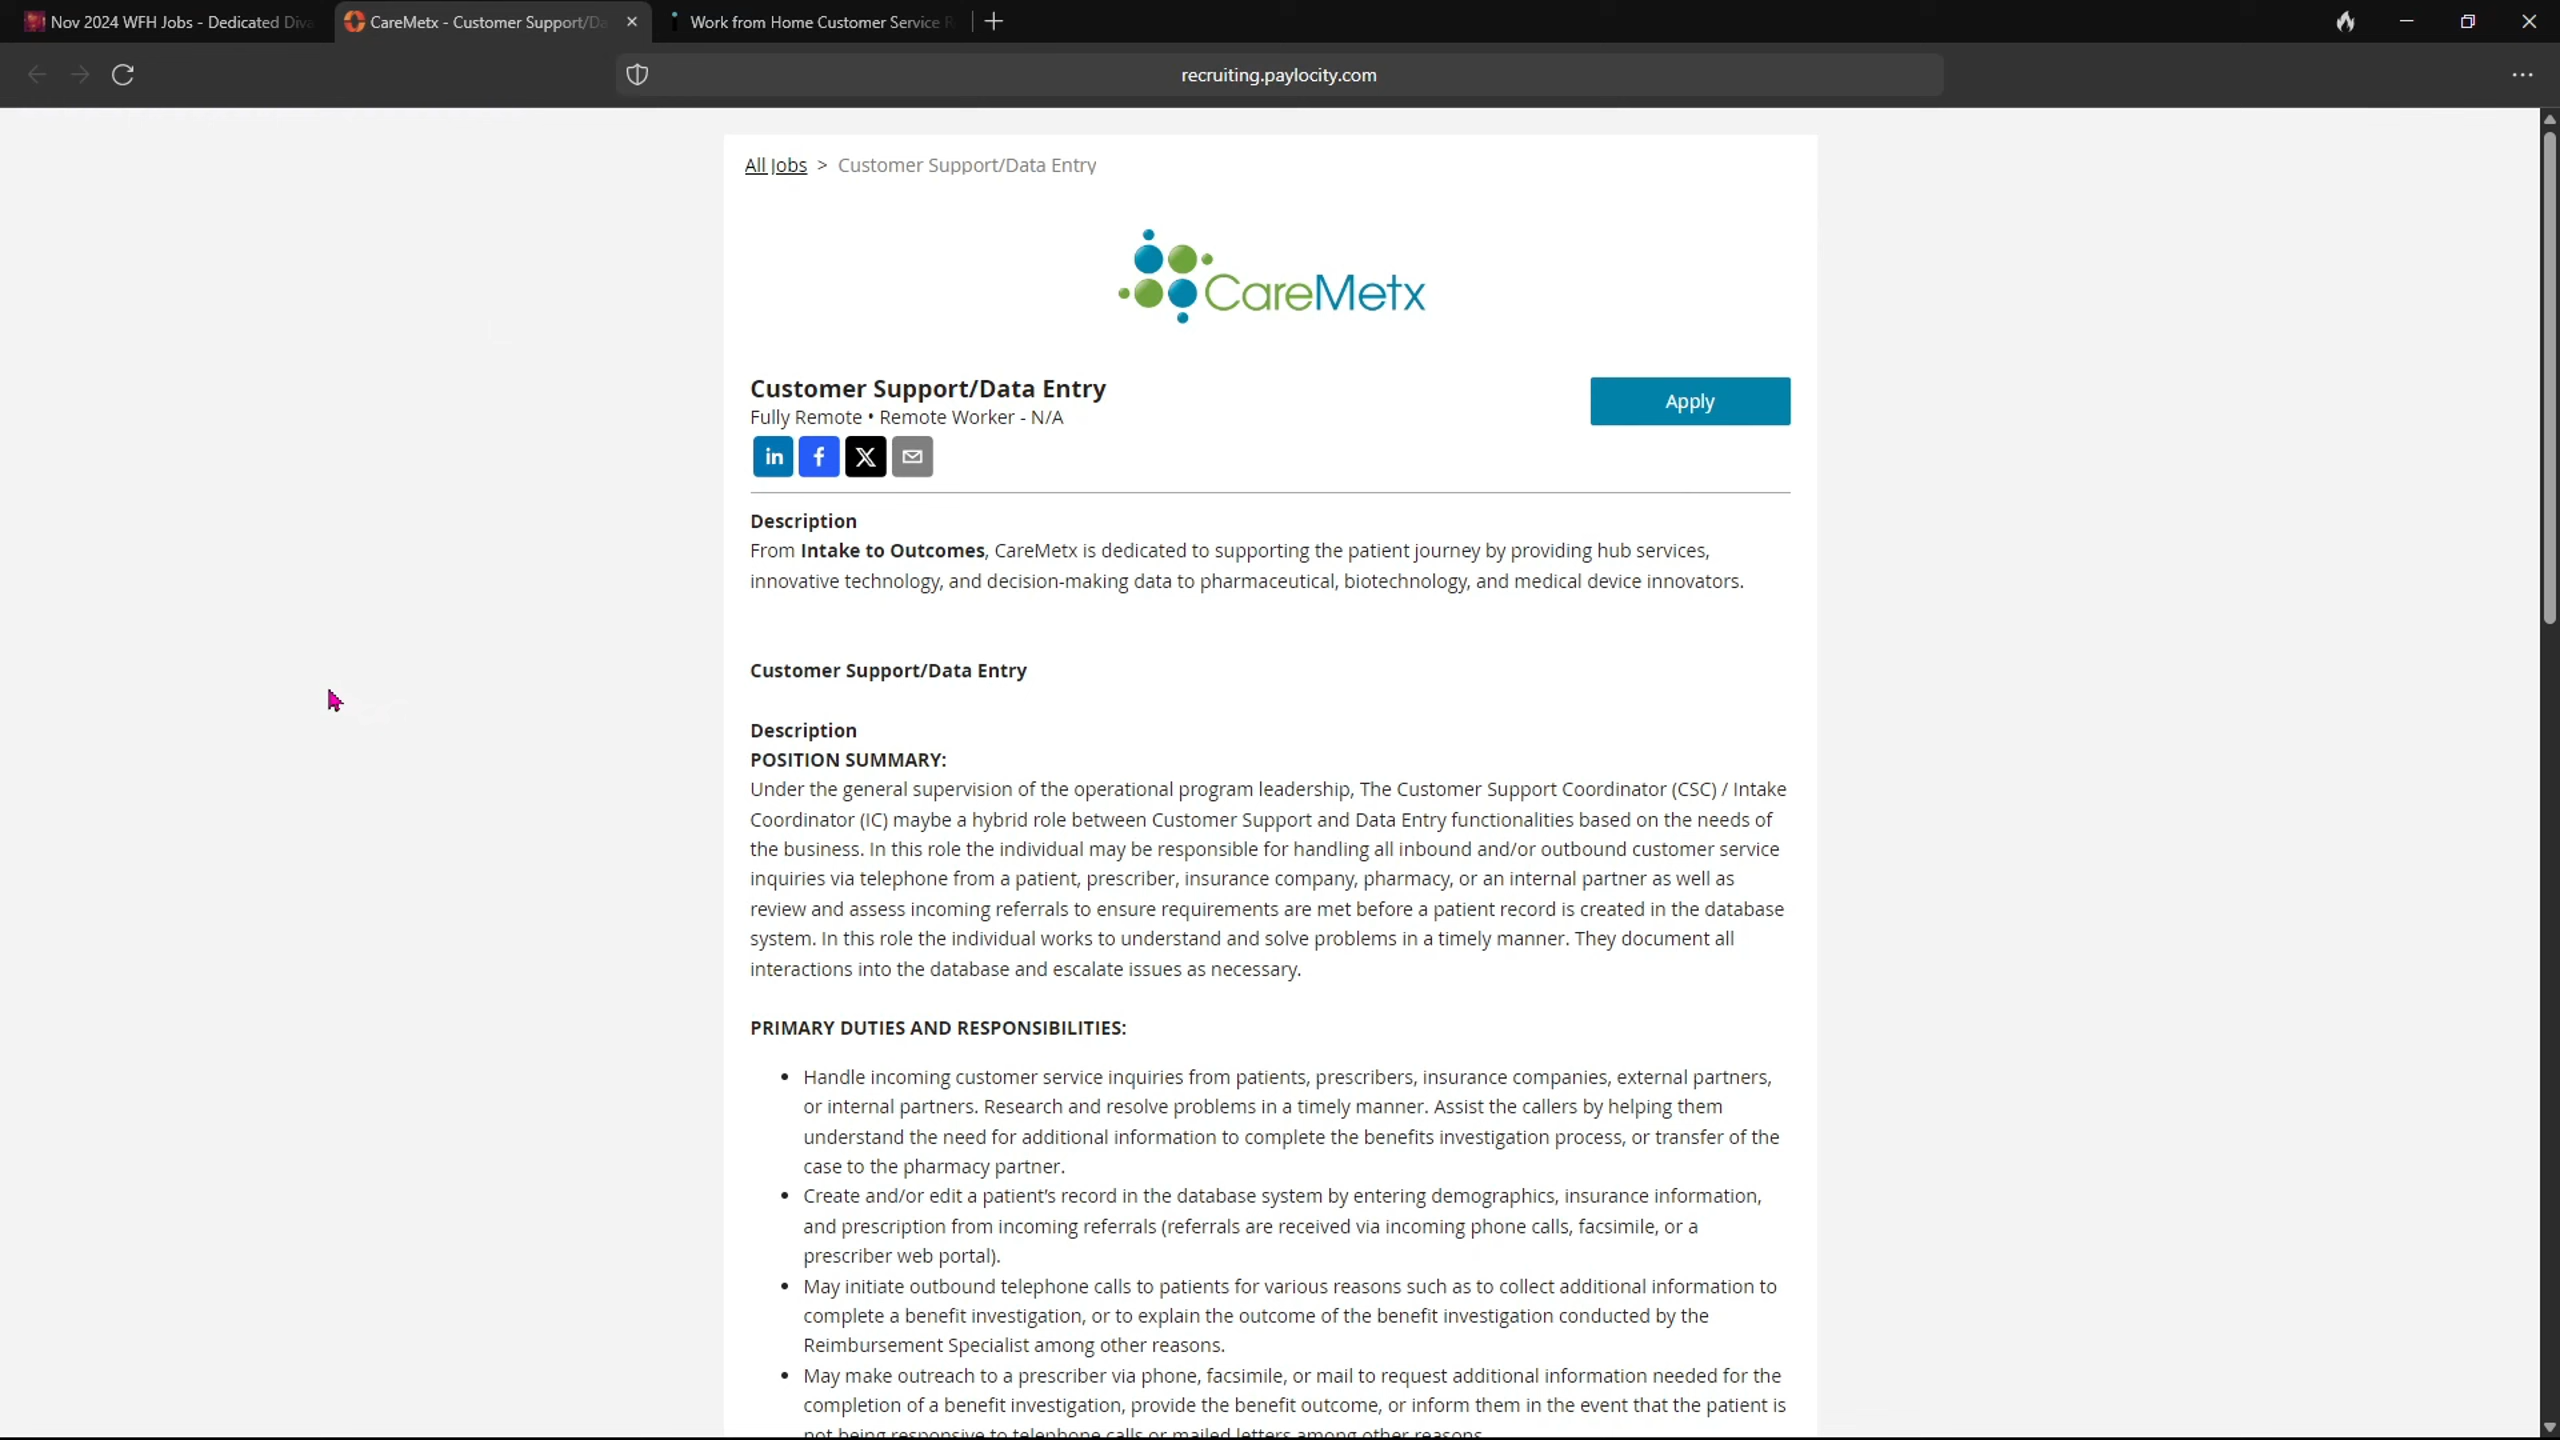 Nov 2024 WFH Jobs - Dedicated Diva
CareMetx - Customer Support/Da
Work from Home Customer Service R
recruiting.paylocity.com
All Jobs > Customer Support/Data Entry
CareMetx
Customer Support/Data Entry
Apply
Fully Remote • Remote Worker - N/A
in f X
Description
From Intake to Outcomes, CareMetx is dedicated to supporting the patient journey by providing hub services,
innovative technology, and decision-making data to pharmaceutical, biotechnology, and medical device innovators.
Customer Support/Data Entry
Description
POSITION SUMMARY:
Under the general supervision of the operational program leadership, The Customer Support Coordinator (CSC) / Intake
Coordinator (IC) maybe a hybrid role between Customer Support and Data Entry functionalities based on the needs of
the business. In this role the individual may be responsible for handling all inbound and/or outbound customer service
inquiries via telephone from a patient, prescriber, insurance company, pharmacy, or an internal partner as well as
review and assess incoming referrals to ensure requirements are met before a patient record is created in the database
system. In this role the individual works to understand and solve problems in a timely manner. They document all
interactions into the database and escalate issues as necessary.
PRIMARY DUTIES AND RESPONSIBILITIES:
• Handle incoming customer service inquiries from patients, prescribers, insurance companies, external partners,
or internal partners. Research and resolve problems in a timely manner. Assist the callers by helping them
understand the need for additional information to complete the benefits investigation process, or transfer of the
case to the pharmacy partner.
• Create and/or edit a patient's record in the database system by entering demographics, insurance information,
and prescription from incoming referrals (referrals are received via incoming phone calls, facsimile, or a
prescriber web portal).
• May initiate outbound telephone calls to patients for various reasons such as to collect additional information to
complete a benefit investigation, or to explain the outcome of the benefit investigation conducted by the
Reimbursement Specialist among other reasons.
• May make outreach to a prescriber via phone, facsimile, or mail to request additional information needed for the
completion of a benefit investigation, provide the benefit outcome, or inform them in the event that the patient is
not being responsive to telephone calls or mailed letters among other reasons.